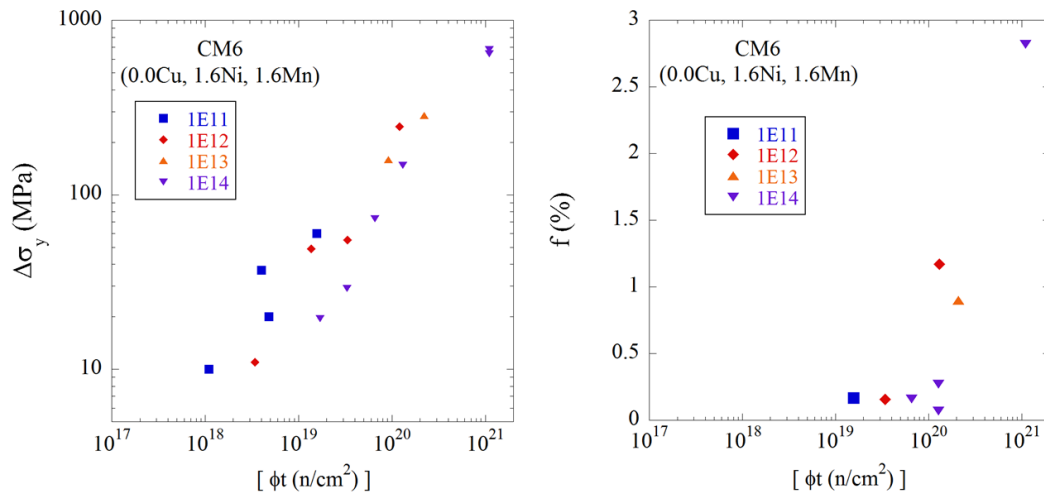 1000
100
10
Δσy (MPa)
CM6
(0.0Cu, 1.6Ni, 1.6Mn)
1E11
1E12
1E13
1E14
10^17 10^18 10^19 10^20 10^21
[ ϕt (n/cm²) ]
3
2.5
2
1.5
1
0.5
0
f (%)
CM6
(0.0Cu, 1.6Ni, 1.6Mn)
1E11
1E12
1E13
1E14
10^17 10^18 10^19 10^20 10^21
[ ϕt (n/cm²) ]